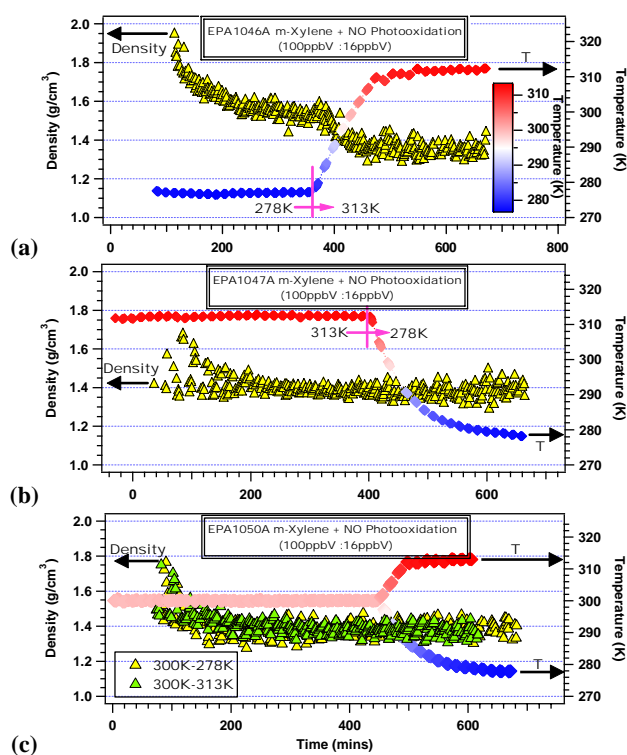 EPA1046A m-Xylene + NO Photooxidation
(100ppbV :16ppbV)
Density
T
2.0
1.8
1.6
1.4
1.2
1.0
Density (g/cm3)
320
310
300
290
280
270
Temperature (K)
310
300
290
280
Temperature (K)
278K
313K
0
200
400
600
800
(a)
EPA1047A m-Xylene + NO Photooxidation
(100ppbV :16ppbV)
313K
278K
Density
T
2.0
1.8
1.6
1.4
1.2
1.0
Density (g/cm3)
320
310
300
290
280
270
Temperature (K)
0
200
400
600
(b)
EPA1050A m-Xylene + NO Photooxidation
(100ppbV :16ppbV)
Density
T
T
2.0
1.8
1.6
1.4
1.2
1.0
Density (g/cm3)
320
310
300
290
280
270
Temperature (K)
300K-278K
300K-313K
0
200
400
600
800
Time (mins)
(c)